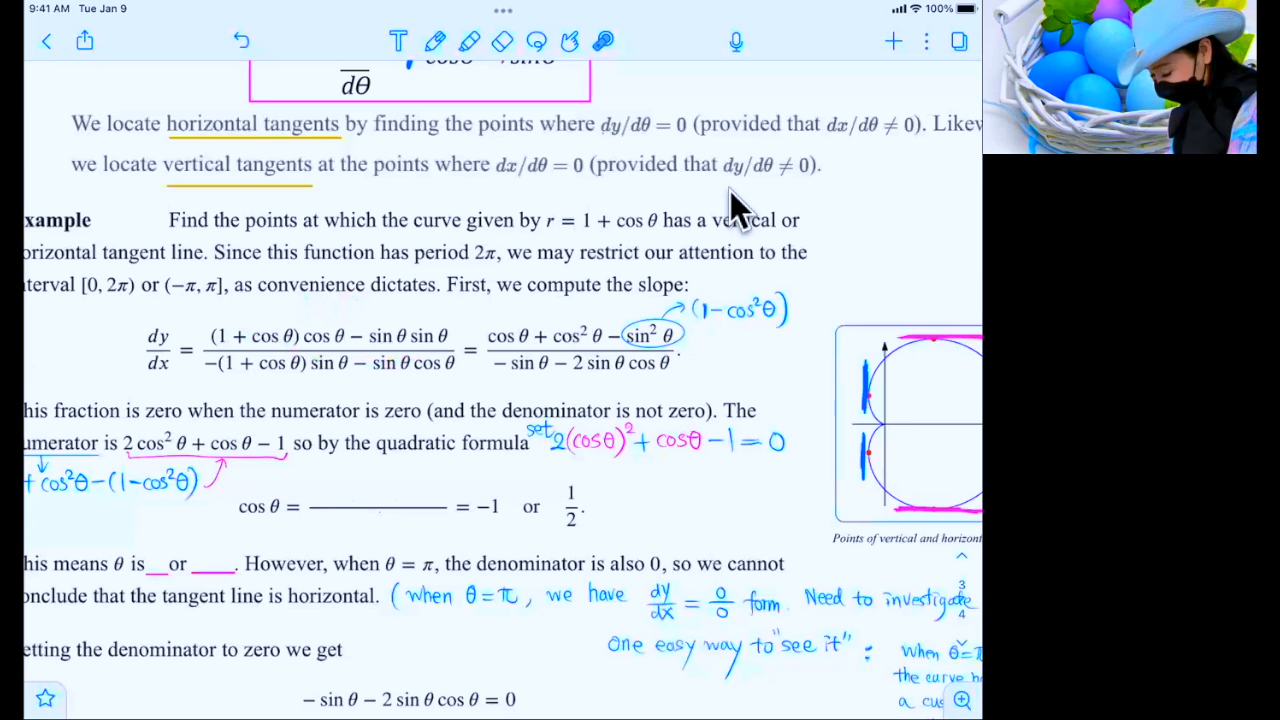 9:41 AM Tue Jan 9
100%
dθ
We locate horizontal tangents by finding the points where dy/dθ = 0 (provided that dx/dθ ≠ 0). Likew
we locate vertical tangents at the points where dx/dθ = 0 (provided that dy/dθ ≠ 0).
xample Find the points at which the curve given by r = 1 + cos θ has a vertical or
orizontal tangent line. Since this function has period 2π, we may restrict our attention to the
terval [0, 2π) or (−π, π], as convenience dictates. First, we compute the slope:
(1 − cos²θ)
dy/dx = ((1 + cos θ) cos θ − sin θ sin θ)/(−(1 + cos θ) sin θ − sin θ cos θ) = (cos θ + cos² θ − sin² θ)/(− sin θ − 2 sin θ cos θ).
his fraction is zero when the numerator is zero (and the denominator is not zero). The
umerator is 2 cos² θ + cos θ − 1 so by the quadratic formula set 2(cosθ)² + cosθ − 1 = 0
+ cos²θ − (1 − cos²θ)
cos θ = ________ = −1 or 1/2.
Points of vertical and horizont
his means θ is__ or ____. However, when θ = π, the denominator is also 0, so we cannot
onclude that the tangent line is horizontal. (when θ = π, we have dy/dx = 0/0 form. Need to investigate
3
4
one easy way to "see it" :
etting the denominator to zero we get
when θ = π
the curve h
a cus
− sin θ − 2 sin θ cos θ = 0